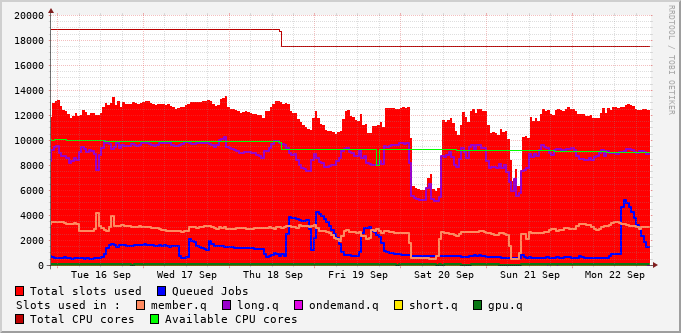 20000
18000
16000
14000
12000
10000
8000
6000
4000
2000
0
Tue 16 Sep Wed 17 Sep Thu 18 Sep Fri 19 Sep Sat 20 Sep Sun 21 Sep Mon 22 Sep
RRDTOOL / TOBI OETIKER
Total slots used Queued Jobs
Slots used in : member.q long.q ondemand.q short.q gpu.q
Total CPU cores
Available CPU cores